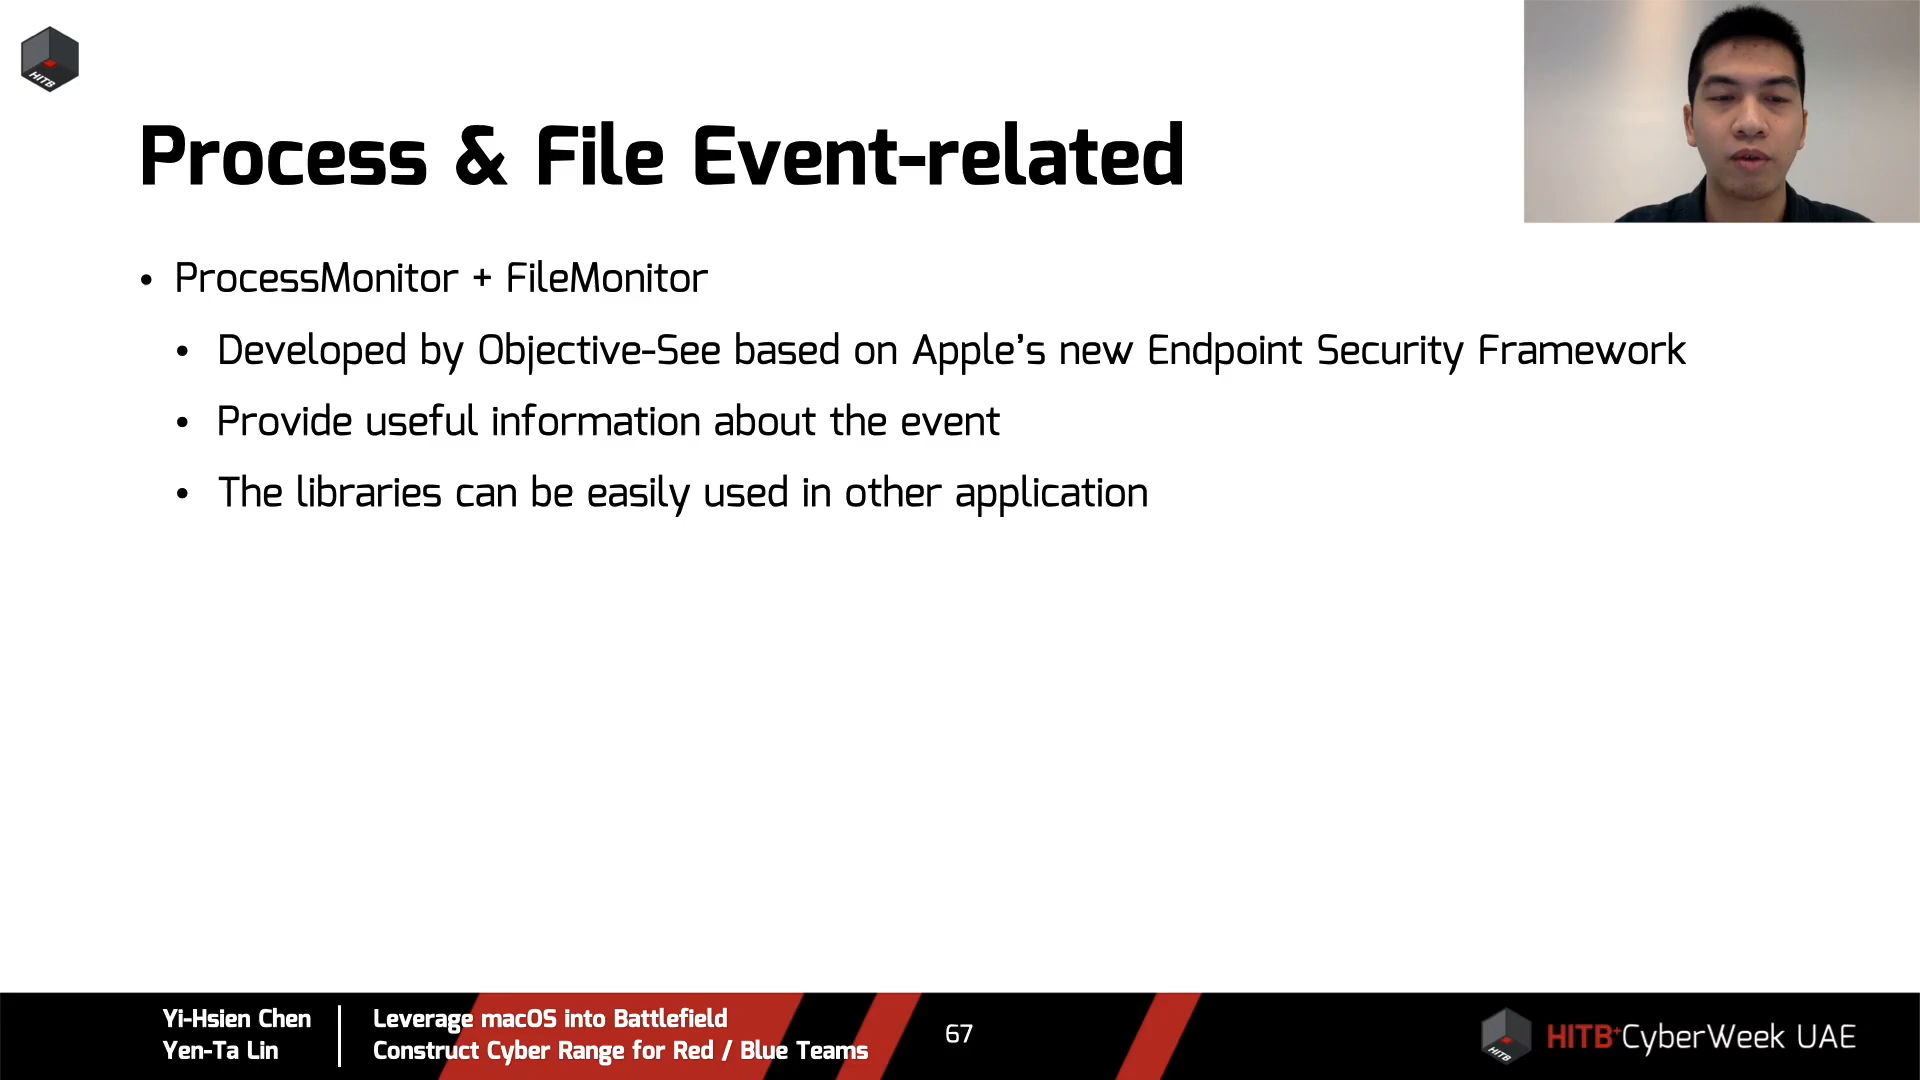 HITB
Process & File Event-related
• ProcessMonitor + FileMonitor
• Developed by Objective-See based on Apple’s new Endpoint Security Framework
• Provide useful information about the event
• The libraries can be easily used in other application
Yi-Hsien Chen
Yen-Ta Lin
Leverage macOS into Battlefield
Construct Cyber Range for Red / Blue Teams
67
HITB
HITB+CyberWeek UAE